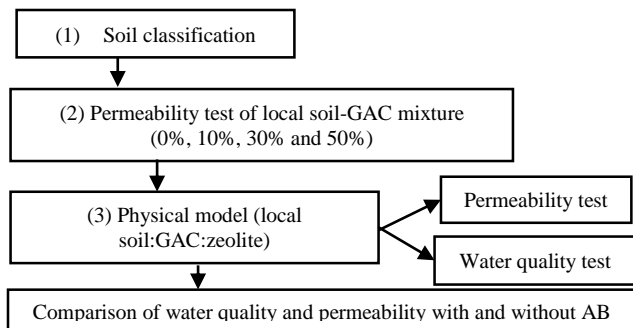 (1) Soil classification
(2) Permeability test of local soil-GAC mixture
(0%, 10%, 30% and 50%)
(3) Physical model (local
soil:GAC:zeolite)
Permeability test
Water quality test
Comparison of water quality and permeability with and without AB